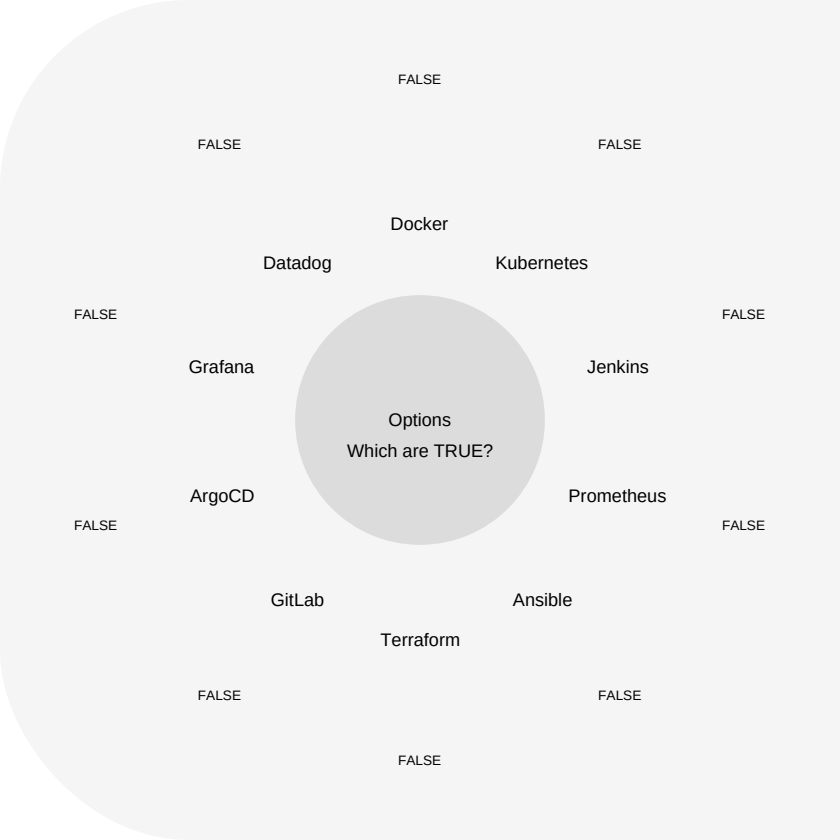 FALSE
FALSE
FALSE
Docker
Datadog
Kubernetes
FALSE
FALSE
Grafana
Jenkins
Options
Which are TRUE?
ArgoCD
Prometheus
FALSE
FALSE
GitLab
Ansible
Terraform
FALSE
FALSE
FALSE